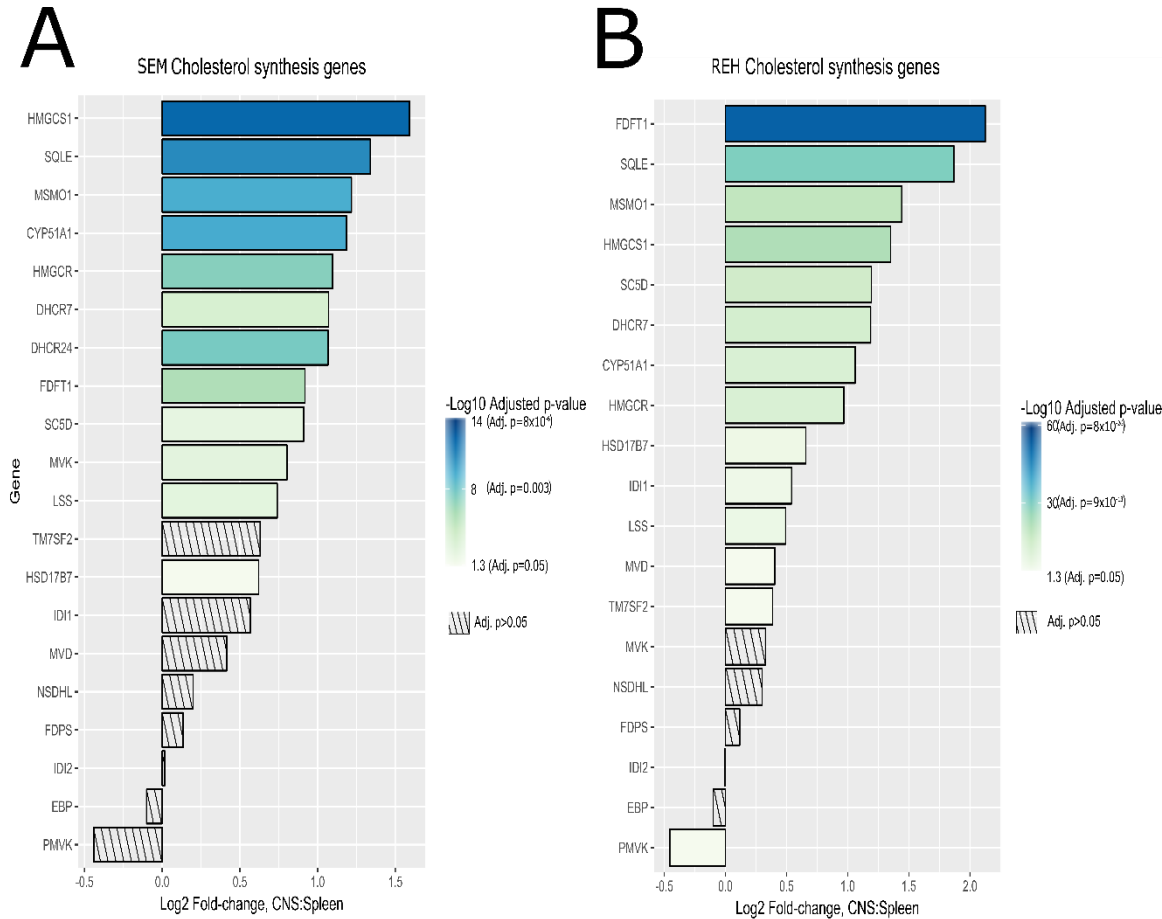 A
SEM Cholesterol synthesis genes
Gene
HMGCS1
SQLE
MSMO1
CYP51A1
HMGCR
DHCR7
DHCR24
FDFT1
SC5D
MVK
LSS
TM7SF2
HSD17B7
IDI1
MVD
NSDHL
FDPS
IDI2
EBP
PMVK
-0.5 0.0 0.5 1.0 1.5
Log2 Fold-change, CNS:Spleen
-Log10 Adjusted p-value
14 (Adj. p=8x10⁻⁶)
8 (Adj. p=0.003)
1.3 (Adj. p=0.05)
Adj. p>0.05
B
REH Cholesterol synthesis genes
FDFT1
SQLE
MSMO1
HMGCS1
SC5D
DHCR7
CYP51A1
HMGCR
HSD17B7
IDI1
LSS
MVD
TM7SF2
MVK
NSDHL
FDPS
IDI2
EBP
PMVK
-0.5 0.0 0.5 1.0 1.5 2.0
Log2 Fold-change, CNS:Spleen
-Log10 Adjusted p-value
60 (Adj.
30 (Adj.
1.3 (Adj. p=0.05)
Adj. p>0.05